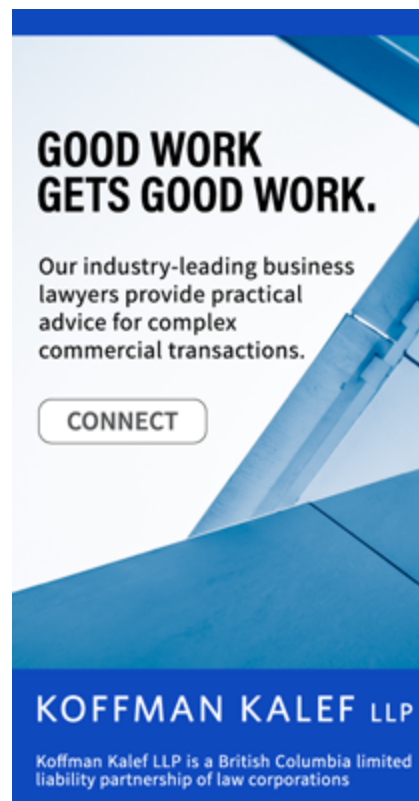 GOOD WORK
GETS GOOD WORK.
Our industry-leading business
lawyers provide practical
advice for complex
commercial transactions.
CONNECT
KOFFMAN KALEF LLP
Koffman Kalef LLP is a British Columbia limited
liability partnership of law corporations